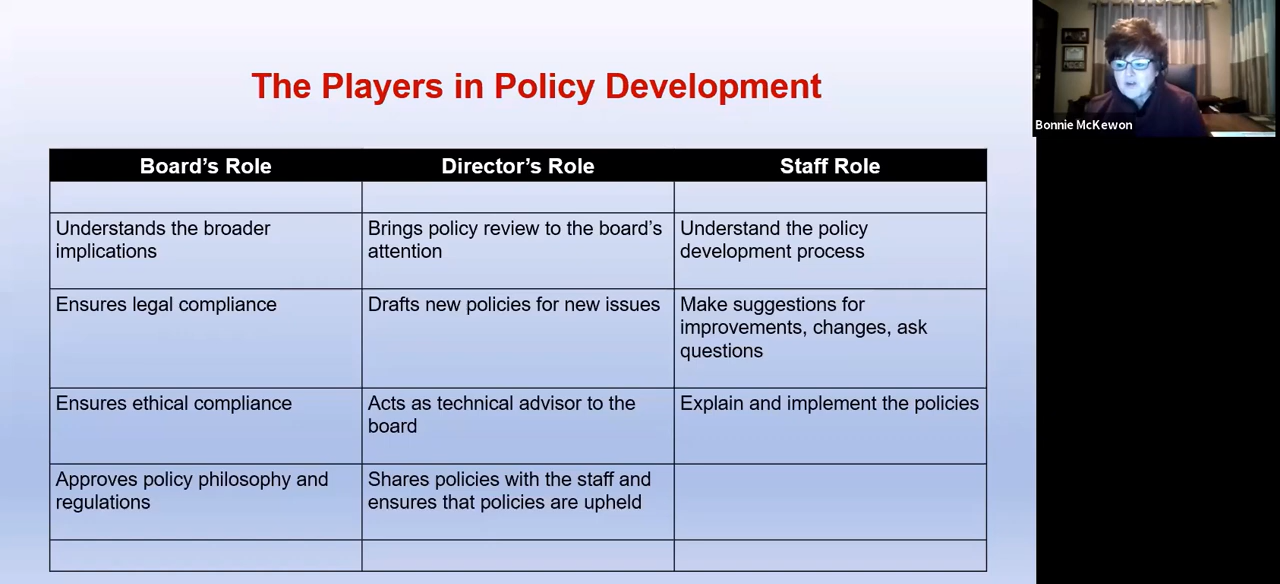 The Players in Policy Development
Bonnie McKewon
Board's Role
Director's Role
Staff Role
Understands the broader
implications
Brings policy review to the board's
attention
Understand the policy
development process
Ensures legal compliance
Drafts new policies for new issues
Make suggestions for
improvements, changes, ask
questions
Ensures ethical compliance
Acts as technical advisor to the
board
Explain and implement the policies
Approves policy philosophy and
regulations
Shares policies with the staff and
ensures that policies are upheld